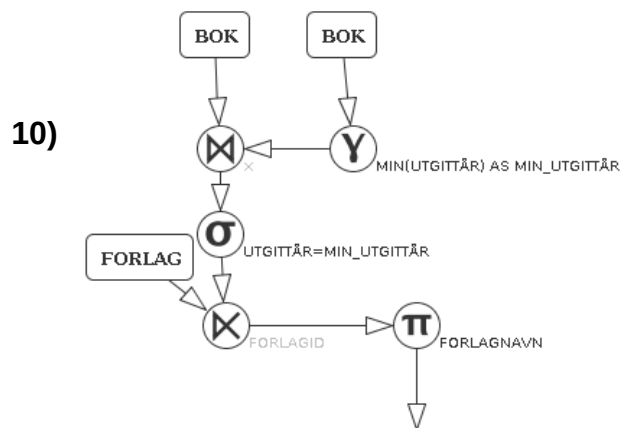 BOK
BOK
10)
⋈
×
γ
MIN(UTGITTÅR) AS MIN_UTGITTÅR
σ
UTGITTÅR=MIN_UTGITTÅR
FORLAG
⋉
FORLAGID
π
FORLAGNAVN